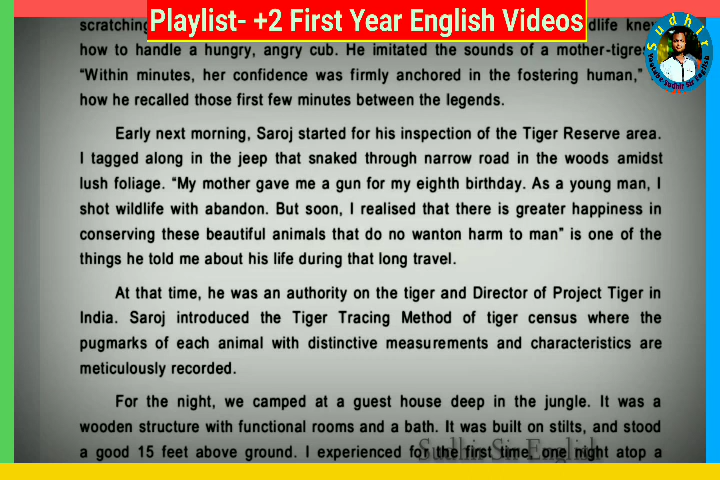 Playlist- +2 First Year English Videos
Sudhir
Youtube Sudhir Sir English
scratching
how to handle a hungry, angry cub. He imitated the sounds of a mother-tigres
“Within minutes, her confidence was firmly anchored in the fostering human,”
how he recalled those first few minutes between the legends.
Early next morning, Saroj started for his inspection of the Tiger Reserve area.
I tagged along in the jeep that snaked through narrow road in the woods amidst
lush foliage. “My mother gave me a gun for my eighth birthday. As a young man, I
shot wildlife with abandon. But soon, I realised that there is greater happiness in
conserving these beautiful animals that do no wanton harm to man” is one of the
things he told me about his life during that long travel.
At that time, he was an authority on the tiger and Director of Project Tiger in
India. Saroj introduced the Tiger Tracing Method of tiger census where the
pugmarks of each animal with distinctive measurements and characteristics are
meticulously recorded.
For the night, we camped at a guest house deep in the jungle. It was a
wooden structure with functional rooms and a bath. It was built on stilts, and stood
a good 15 feet above ground. I experienced for the first time, one night atop a
Sudhir Sir English